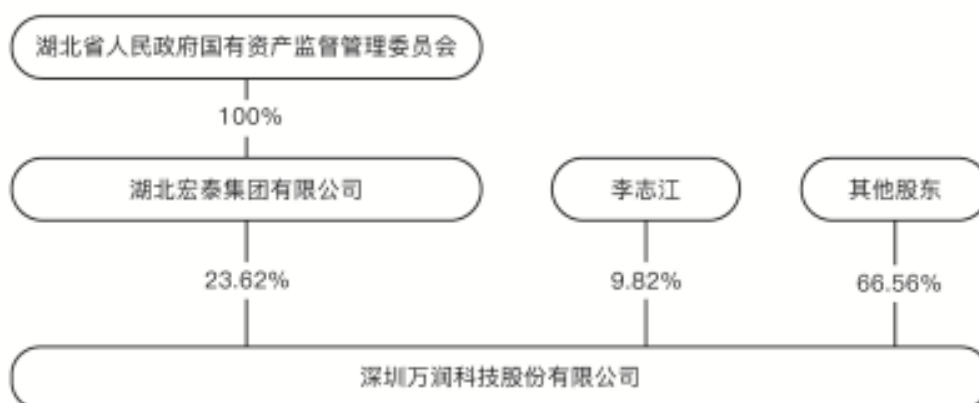 湖北省人民政府国有资产监督管理委员会
100%
湖北宏泰集团有限公司
李志江
其他股东
23.62%
9.82%
66.56%
深圳万润科技股份有限公司